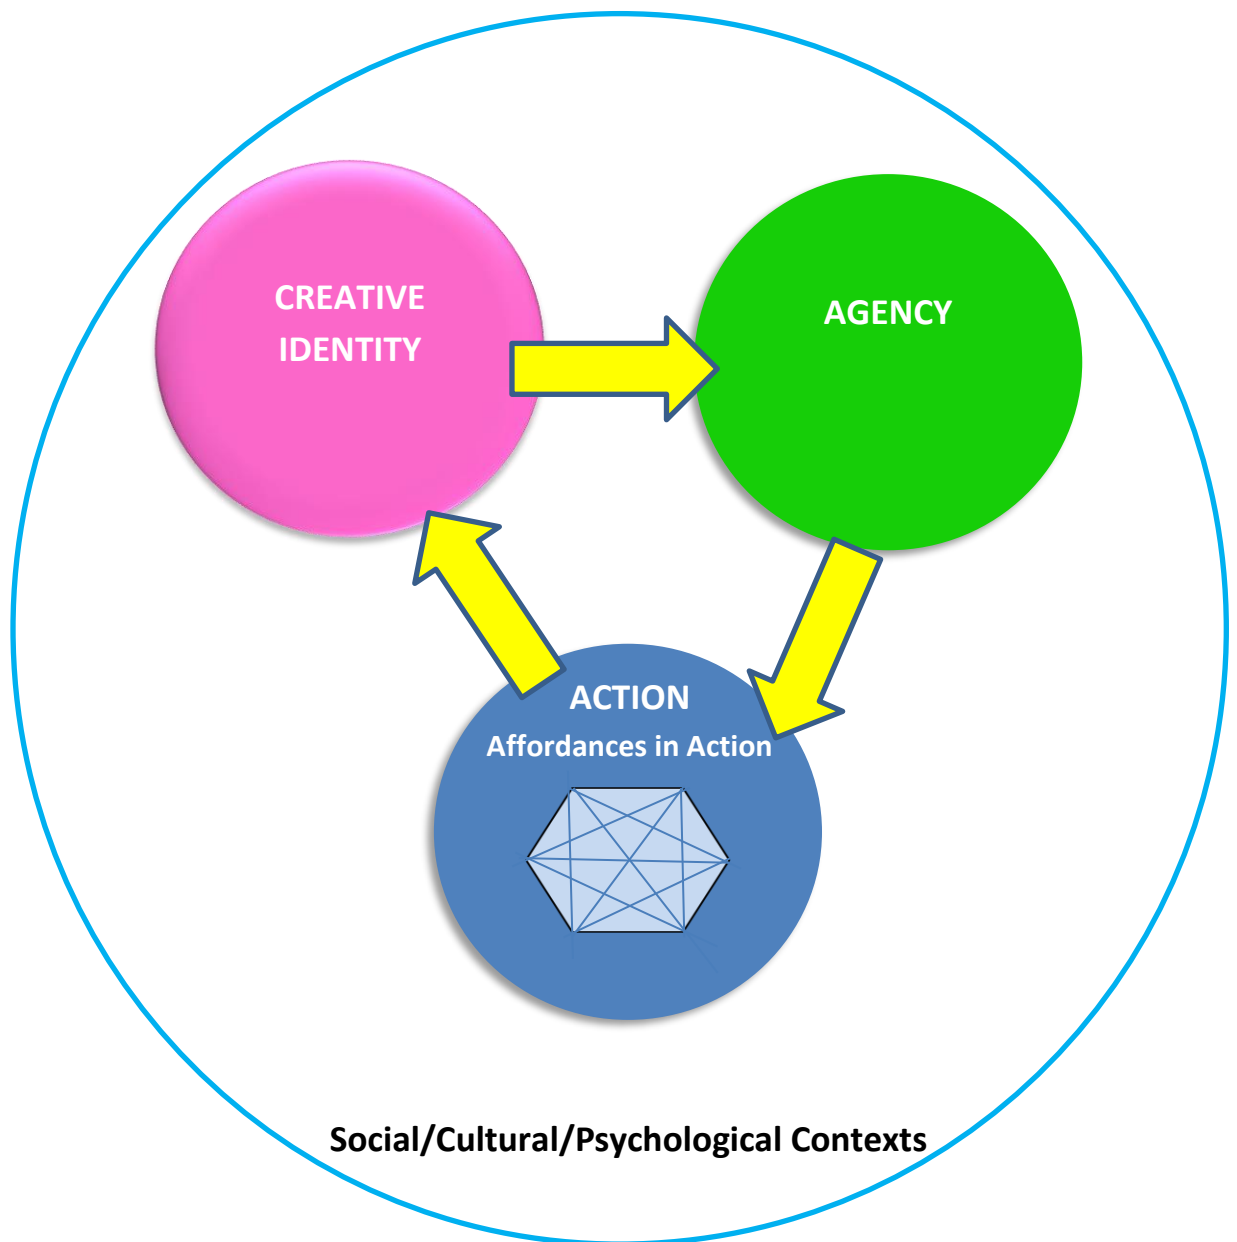 CREATIVE
IDENTITY
AGENCY
ACTION
Affordances in Action
Social/Cultural/Psychological Contexts